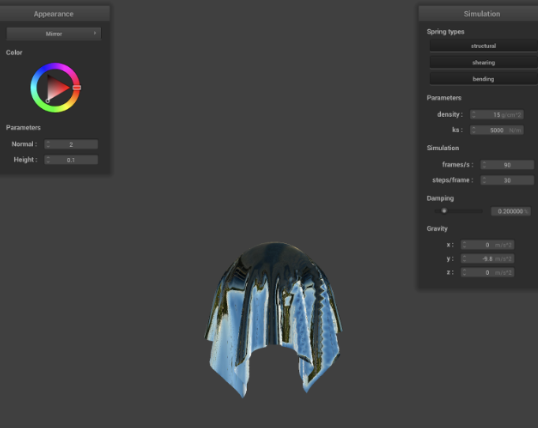 Appearance
Mirror
Color
Parameters
Normal : 2
Height : 0.1
Simulation
Spring types
structural
shearing
bending
Parameters
density : 15 g/cm^2
ks : 5000 N/m
Simulation
frames/s : 90
steps/frame : 30
Damping
0.200000 %
Gravity
x : 0 m/s^2
y : -9.8 m/s^2
z : 0 m/s^2